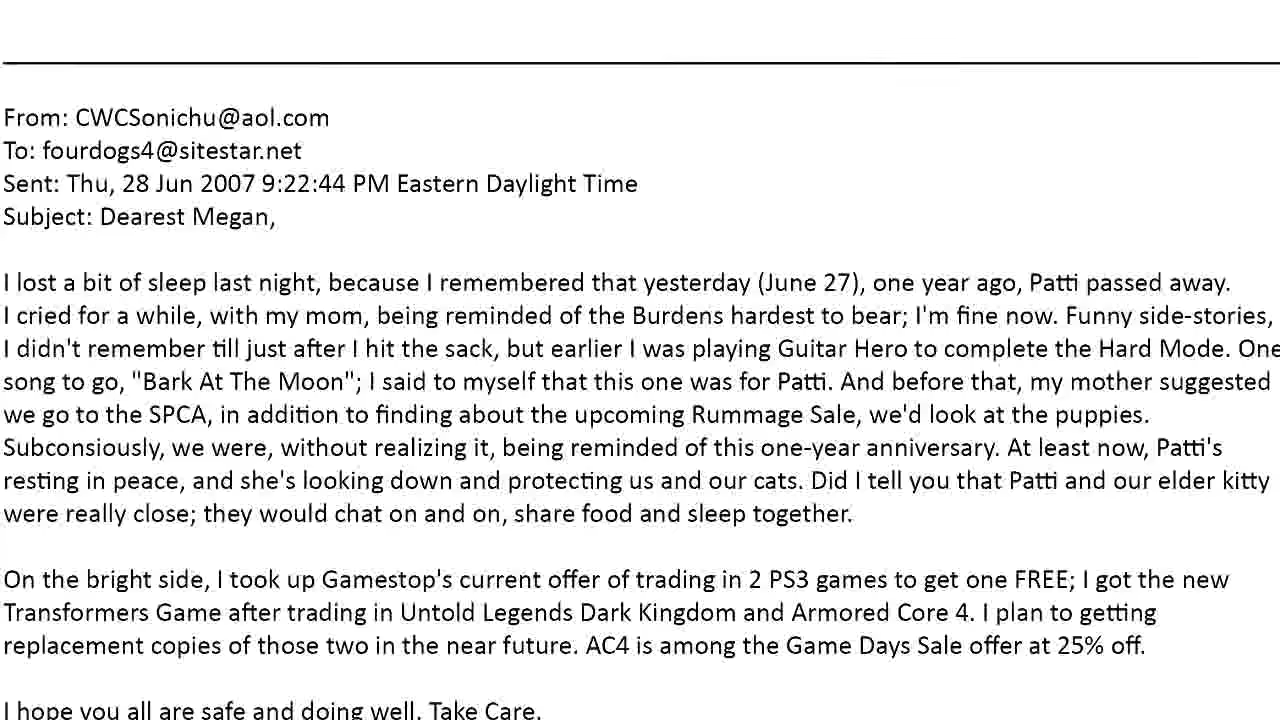 From: CWCSonichu@aol.com
To: fourdogs4@sitestar.net
Sent: Thu, 28 Jun 2007 9:22:44 PM Eastern Daylight Time
Subject: Dearest Megan,
I lost a bit of sleep last night, because I remembered that yesterday (June 27), one year ago, Patti passed away.
I cried for a while, with my mom, being reminded of the Burdens hardest to bear; I'm fine now. Funny side-stories,
I didn't remember till just after I hit the sack, but earlier I was playing Guitar Hero to complete the Hard Mode. One
song to go, "Bark At The Moon"; I said to myself that this one was for Patti. And before that, my mother suggested
we go to the SPCA, in addition to finding about the upcoming Rummage Sale, we'd look at the puppies.
Subconsiously, we were, without realizing it, being reminded of this one-year anniversary. At least now, Patti's
resting in peace, and she's looking down and protecting us and our cats. Did I tell you that Patti and our elder kitty
were really close; they would chat on and on, share food and sleep together.
On the bright side, I took up Gamestop's current offer of trading in 2 PS3 games to get one FREE; I got the new
Transformers Game after trading in Untold Legends Dark Kingdom and Armored Core 4. I plan to getting
replacement copies of those two in the near future. AC4 is among the Game Days Sale offer at 25% off.
I hope you all are safe and doing well. Take Care.